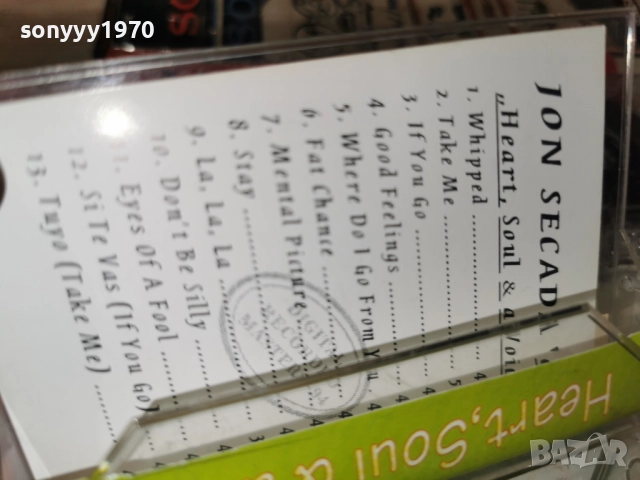 sonyyy1970
SO
JON SECADA
„Heart, Soul & a Voi
1. Whipped
2. Take Me
3. If You Go
4. Good Feelings
5. Where Do I Go From You
6. Fat Chance
7. Mental Picture
8. Stay
9. La, La, La
10. Don't Be Silly
11. Eyes Of A Fool
12. Si Te Vas (If You Go)
13. Tuyo (Take Me)
DIGITAL
RECORDING
MASTER
Heart, Soul &
BAZAR